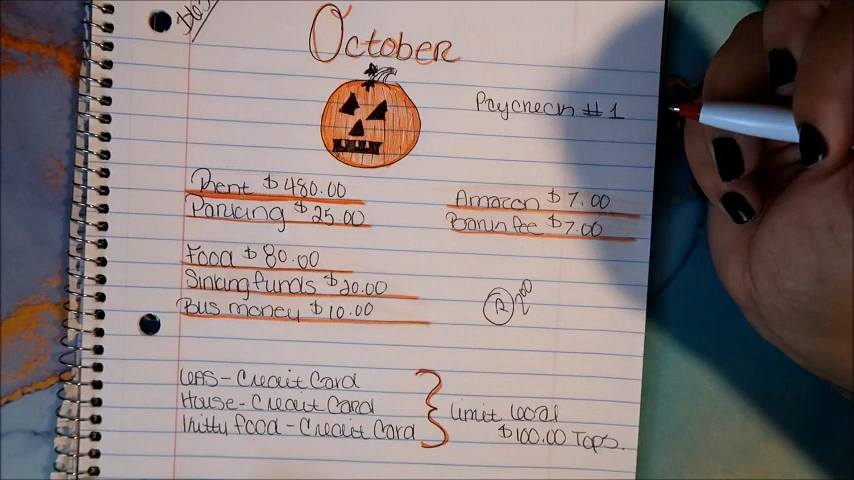 October
Paycheck #1
Rent $480.00
Parking $25.00
Amazon $7.00
Bank fee $7.00
Food $80.00
Sinking funds $20.00
Bus money $10.00
R
GAS - Credit Card
House - Credit Card
Kitty food - Credit Card
Limit Goal
$100.00 Tops.